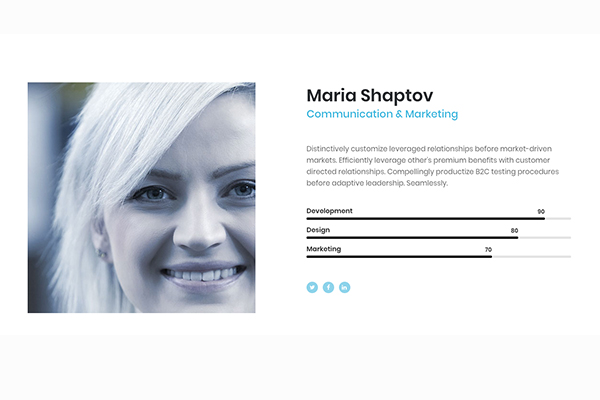 Maria Shaptov
Communication & Marketing
Distinctively customize leveraged relationships before market-driven
markets. Efficiently leverage other's premium benefits with customer
directed relationships. Compellingly productize B2C testing procedures
before adaptive leadership. Seamlessly.
Development 90
Design 80
Marketing 70